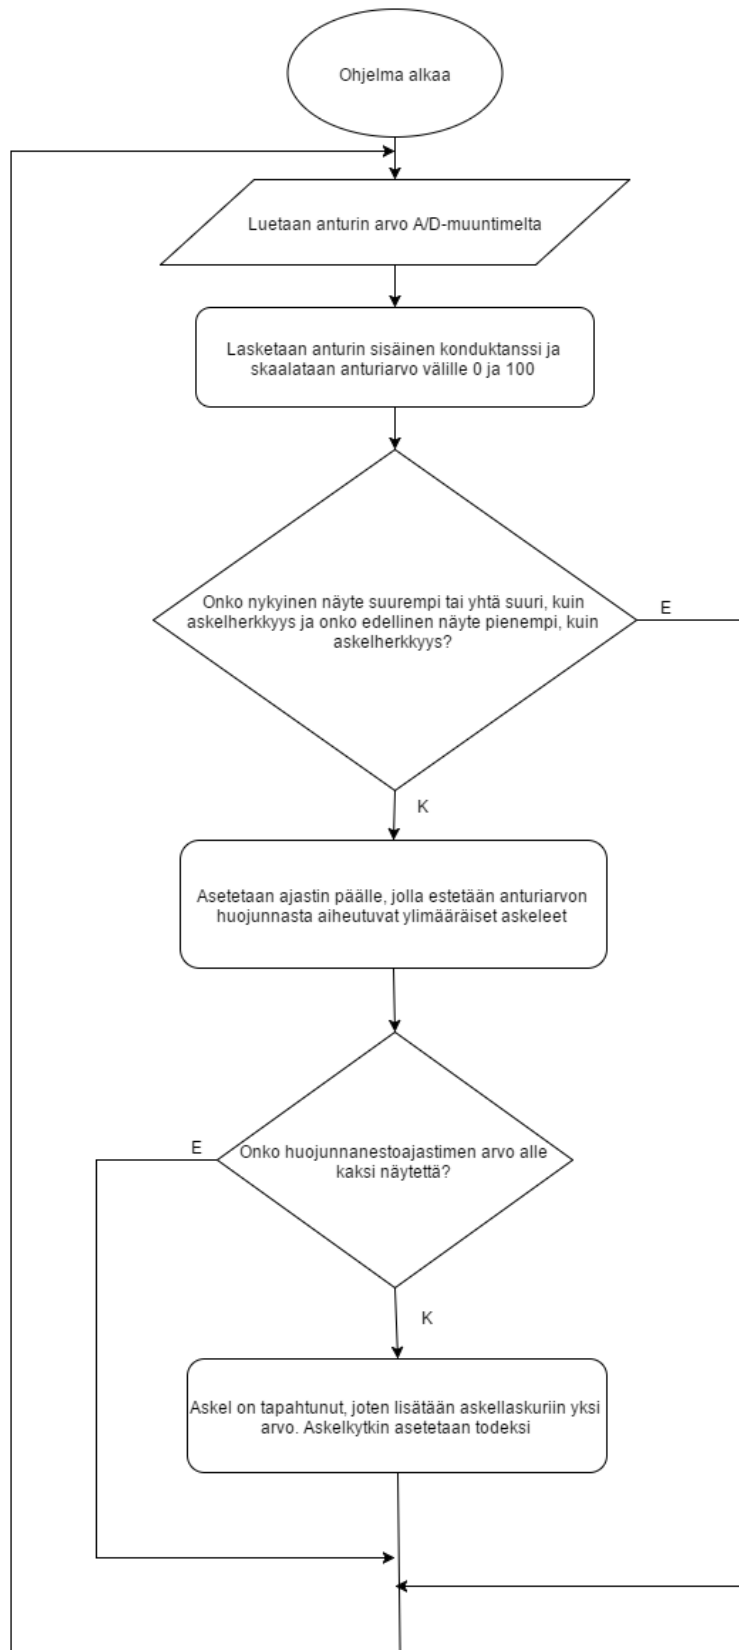 Ohjelma alkaa
Luetaan anturin arvo A/D-muuntimelta
Lasketaan anturin sisäinen konduktanssi ja
skaalataan anturiarvo välille 0 ja 100
Onko nykyinen näyte suurempi tai yhtä suuri, kuin
askelherkkyys ja onko edellinen näyte pienempi, kuin
askelherkkyys?
E
K
Asetetaan ajastin päälle, jolla estetään anturiarvon
huojunnasta aiheutuvat ylimääräiset askeleet
E
Onko huojunnanestoajastimen arvo alle
kaksi näytettä?
K
Askel on tapahtunut, joten lisätään askellaskuriin yksi
arvo. Askelkytkin asetetaan todeksi